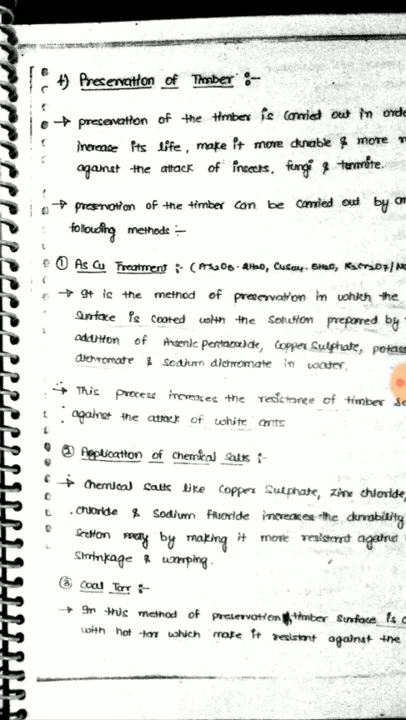 4) Preservation of Timber :-
→ preservation of the timber is carried out in
increase its life, make it more durable & more
against the attack of insects, fungi & termite.
→ preservation of the timber can be carried out by
following methods :-
① As Cu Treatment :- (As2O5.2H2O, CuSO4.5H2O, K2Cr2O7/
→ It is the method of preservation in which the
surface is coated with the solution prepared by
addition of Arsenic pentaoxide, Copper Sulphate,
dichromate & Sodium dichromate in water.
→ This process increases the resistance of timber
against the attack of white ants
② Application of chemical Salts :-
→ Chemical salts like Copper Sulphate, Zinc chloride,
chloride & Sodium fluoride increases the durability
section may by making it more resistant against
Shrinkage & warping.
③ Coal Tar :-
→ In this method of preservation timber surface is
with hot tar which make it resistant against the